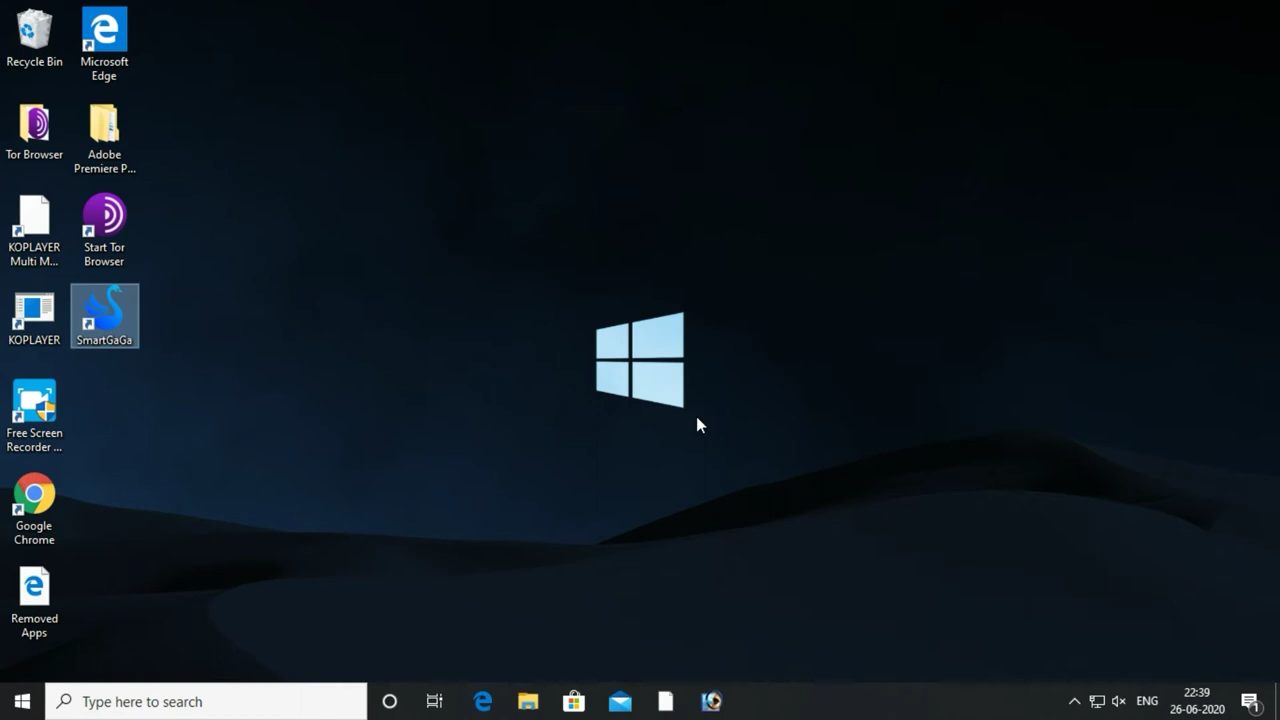 Recycle Bin
Microsoft
Edge
Tor Browser
Adobe
Premiere P...
KOPLAYER
Multi M...
Start Tor
Browser
KOPLAYER
SmartGaGa
Free Screen
Recorder ...
Google
Chrome
Removed
Apps
Type here to search
ENG
22:39
26-06-2020
1